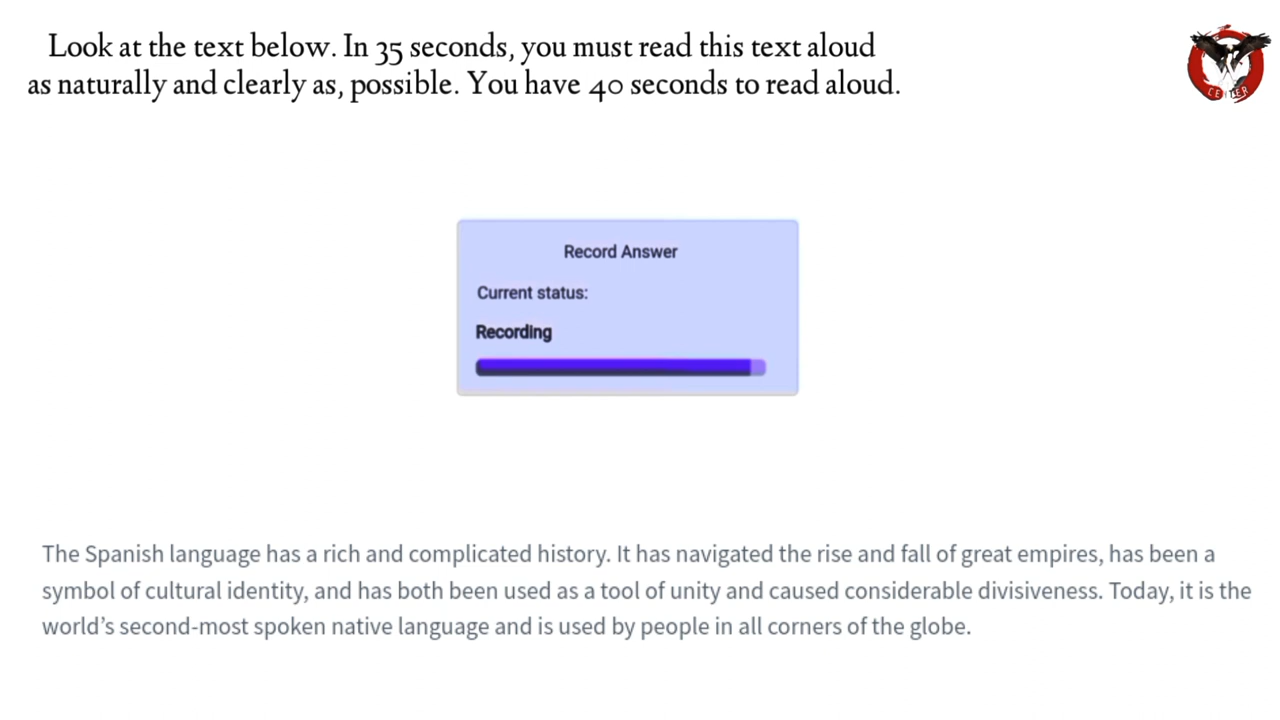 Look at the text below. In 35 seconds, you must read this text aloud
as naturally and clearly as, possible. You have 40 seconds to read aloud.
CENTER
Record Answer
Current status:
Recording
The Spanish language has a rich and complicated history. It has navigated the rise and fall of great empires, has been a
symbol of cultural identity, and has both been used as a tool of unity and caused considerable divisiveness. Today, it is the
world’s second-most spoken native language and is used by people in all corners of the globe.